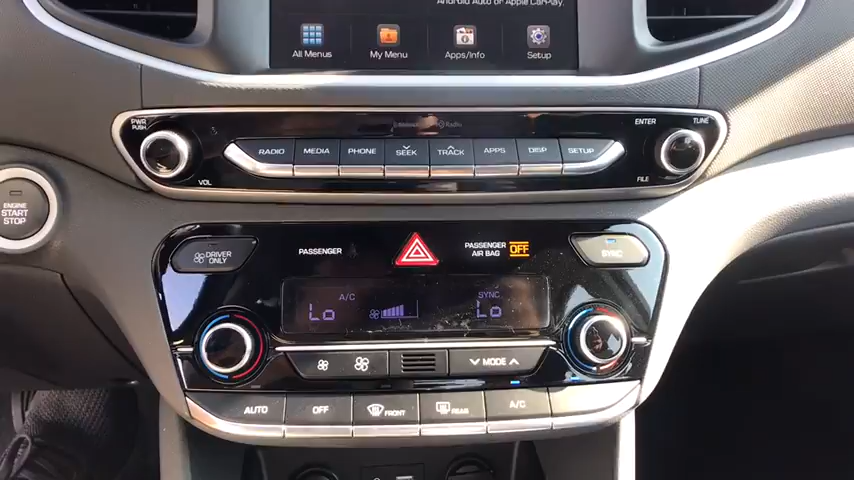 Android Auto or Apple CarPlay.
All Menus
My Menu
Apps/Info
Setup
PWR
PUSH
VOL
RADIO
MEDIA
PHONE
SEEK
TRACK
APPS
DISP
SETUP
ENTER
TUNE
FILE
ENGINE
START
STOP
DRIVER
ONLY
PASSENGER
PASSENGER
AIR BAG
OFF
SYNC
A/C
Lo
SYNC
Lo
MODE
AUTO
OFF
FRONT
REAR
A/C